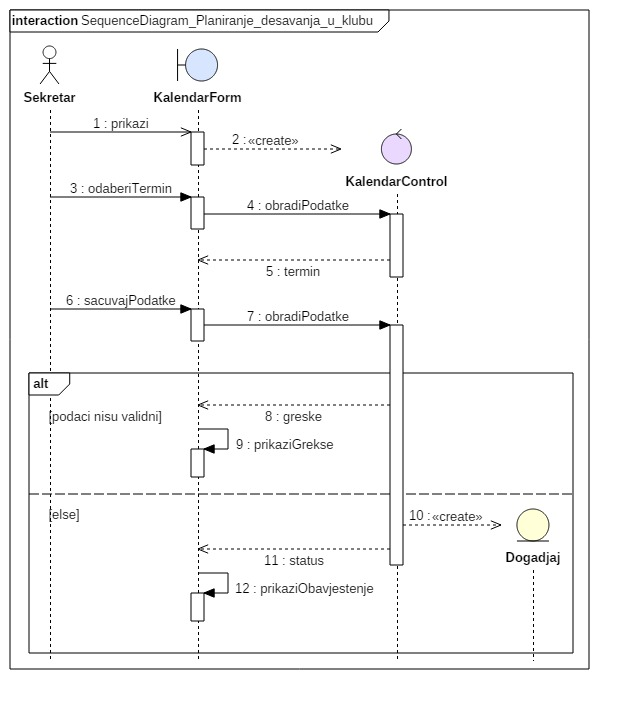 interaction SequenceDiagram_Planiranje_desavanja_u_klubu
Sekretar
KalendarForm
1 : prikazi
2 : «create»
KalendarControl
3 : odaberiTermin
4 : obradiPodatke
5 : termin
6 : sacuvajPodatke
7 : obradiPodatke
alt
8 : greske
[podaci nisu validni]
9 : prikaziGrekse
[else]
10 : «create»
Dogadjaj
11 : status
12 : prikaziObavjestenje